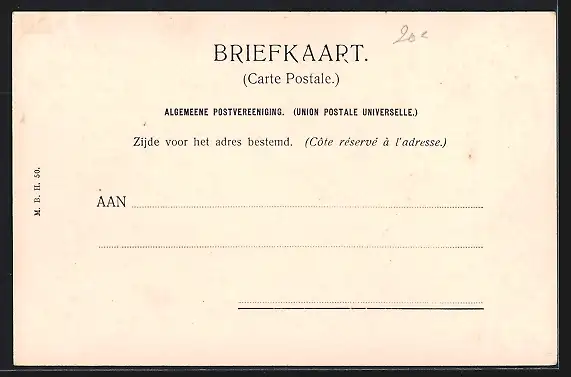 20c
BRIEFKAART.
(Carte Postale.)
ALGEMEENE POSTVEREENIGING. (UNION POSTALE UNIVERSELLE.)
Zijde voor het adres bestemd. (Côte réservé à l'adresse.)
AAN
M. B. H. 50.